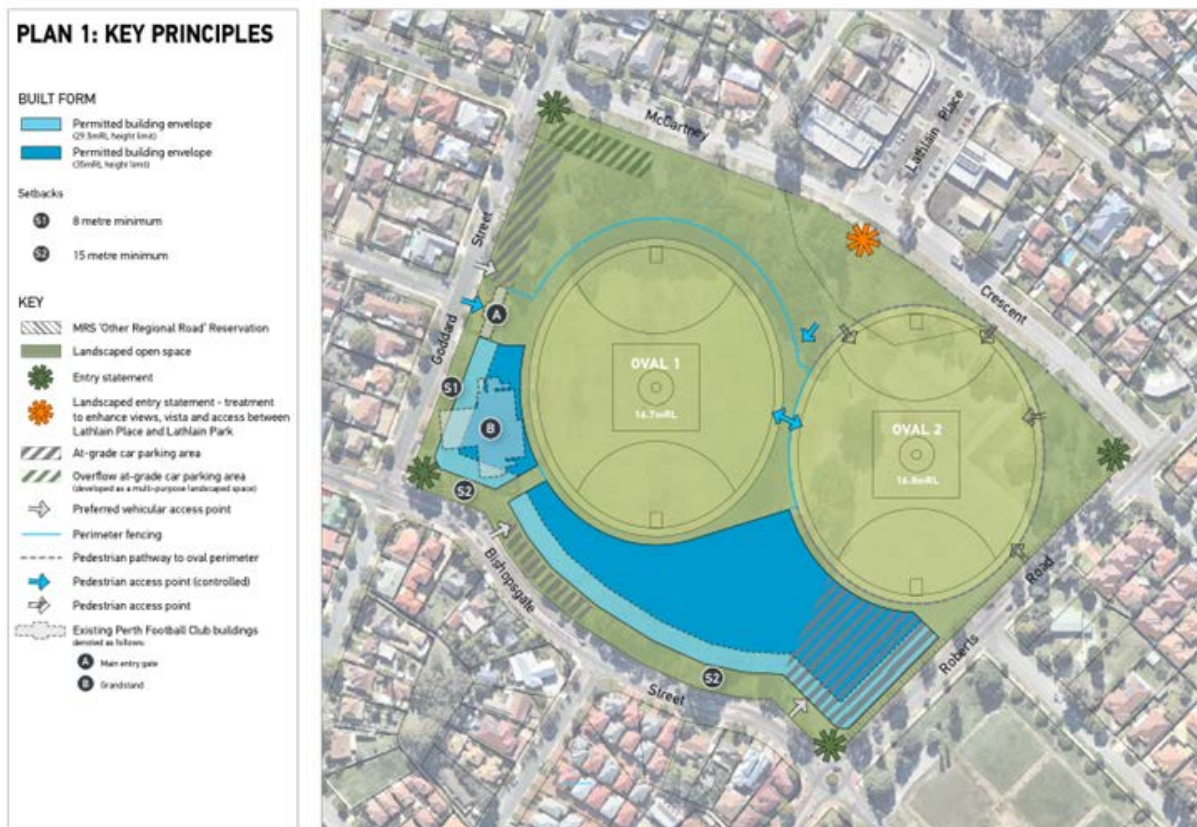 PLAN 1: KEY PRINCIPLES
BUILT FORM
Permitted building envelope
(29.5mRL height limit)
Permitted building envelope
(35mRL height limit)
Setbacks
S1 8 metre minimum
S2 15 metre minimum
KEY
MRS 'Other Regional Road' Reservation
Landscaped open space
Entry statement
Landscaped entry statement - treatment
to enhance views, vista and access between
Lathlain Place and Lathlain Park
At-grade car parking area
Overflow at-grade car parking area
(developed as a multi-purpose landscaped space)
Preferred vehicular access point
Perimeter fencing
Pedestrian pathway to oval perimeter
Pedestrian access point (controlled)
Pedestrian access point
Existing Perth Football Club buildings
denoted as follows:
A Main entry gate
B Grandstand
McCartney
Lathlain Place
Crescent
Goddard Street
A
S1
B
S2
OVAL 1
16.7mRL
OVAL 2
Bishopsgate
Street
S2
Roberts Road